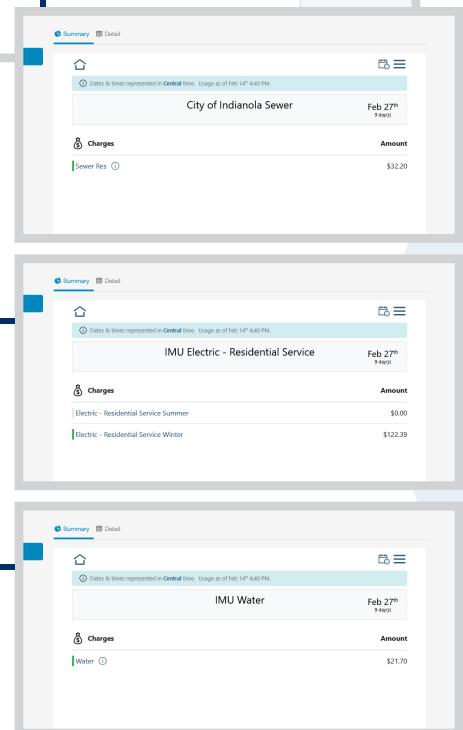 Summary Detail
Dates & times represented in Central time. Usage as of Feb 14th 4:40 PM.
City of Indianola Sewer Feb 27th
9 day(s)
Charges Amount
Sewer Res $32.20
Summary Detail
Dates & times represented in Central time. Usage as of Feb 14th 4:40 PM.
IMU Electric - Residential Service Feb 27th
9 day(s)
Charges Amount
Electric - Residential Service Summer $0.00
Electric - Residential Service Winter $122.39
Summary Detail
Dates & times represented in Central time. Usage as of Feb 14th 4:40 PM.
IMU Water Feb 27th
9 day(s)
Charges Amount
Water $21.70